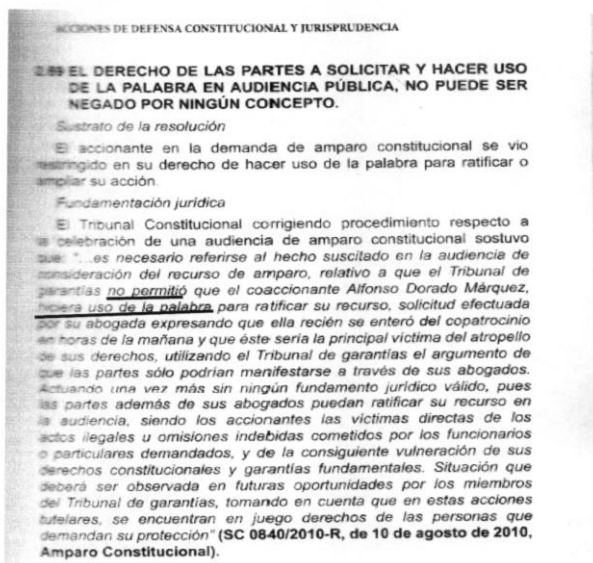 ACCIONES DE DEFENSA CONSTITUCIONAL Y JURISPRUDENCIA
EL DERECHO DE LAS PARTES A SOLICITAR Y HACER USO
DE LA PALABRA EN AUDIENCIA PÚBLICA, NO PUEDE SER
NEGADO POR NINGÚN CONCEPTO.
Sustrato de la resolución
El accionante en la demanda de amparo constitucional se vio
restringido en su derecho de hacer uso de la palabra para ratificar o
ampliar su acción.
Fundamentación jurídica
El Tribunal Constitucional corrigiendo procedimiento respecto a
la celebración de una audiencia de amparo constitucional sostuvo
que: "...es necesario referirse al hecho suscitado en la audiencia de
consideración del recurso de amparo, relativo a que el Tribunal de
garantías no permitió que el coaccionante Alfonso Dorado Márquez,
hiciera uso de la palabra para ratificar su recurso, solicitud efectuada
por su abogada expresando que ella recién se enteró del copatrocinio
en horas de la mañana y que éste sería la principal víctima del atropello
de sus derechos, utilizando el Tribunal de garantías el argumento de
que las partes sólo podrían manifestarse a través de sus abogados.
Actuando una vez más sin ningún fundamento jurídico válido, pues
las partes además de sus abogados puedan ratificar su recurso en
la audiencia, siendo los accionantes las víctimas directas de los
actos ilegales u omisiones indebidas cometidos por los funcionarios
o particulares demandados, y de la consiguiente vulneración de sus
derechos constitucionales y garantías fundamentales. Situación que
deberá ser observada en futuras oportunidades por los miembros
del Tribunal de garantías, tomando en cuenta que en estas acciones
tutelares, se encuentran en juego derechos de las personas que
demandan su protección" (SC 0840/2010-R, de 10 de agosto de 2010,
Amparo Constitucional).